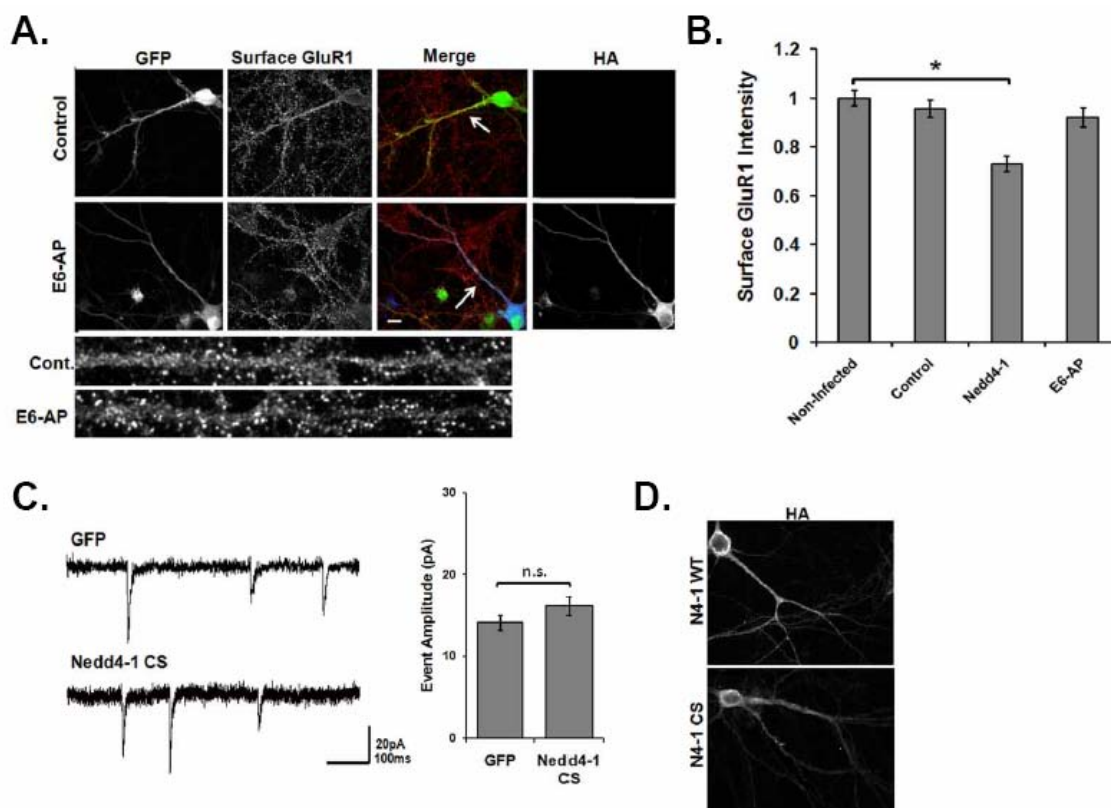 A.
GFP Surface GluR1 Merge HA
Control
E6-AP
Cont.
E6-AP
B.
Surface GluR1 Intensity
1.2
1
0.8
0.6
0.4
0.2
0
*
Non-Infected
Control
Nedd4-1
E6-AP
C.
GFP
Nedd4-1 CS
20pA
100ms
Event Amplitude (pA)
30
20
10
0
n.s.
GFP
Nedd4-1
CS
D.
HA
N4-1 WT
N4-1 CS